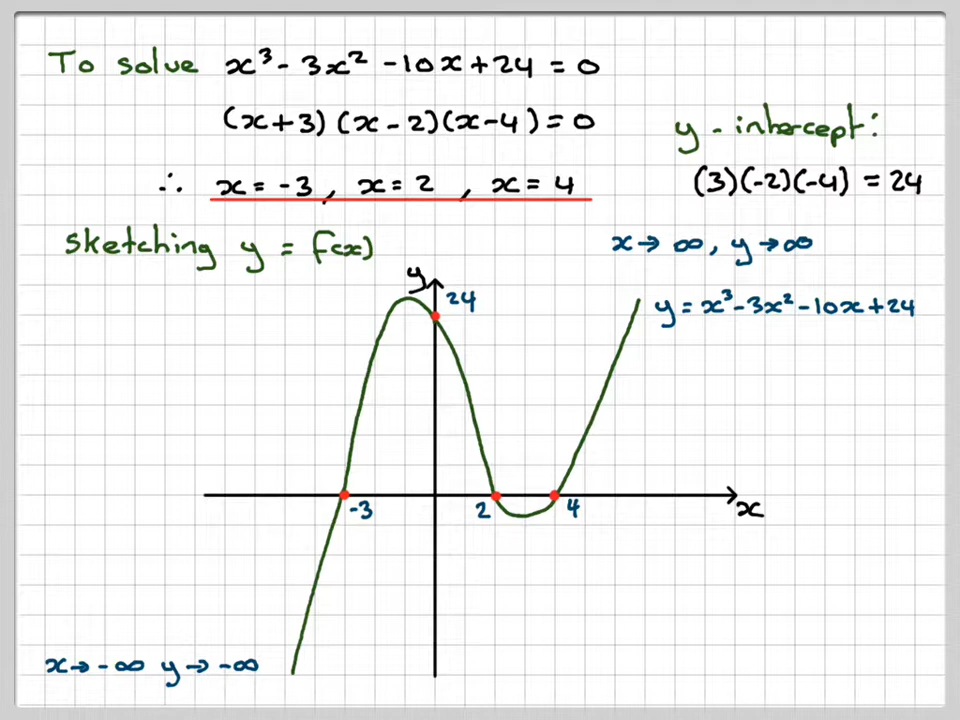 To solve x³ - 3x² - 10x + 24 = 0
(x+3)(x-2)(x-4) = 0
y - intercept:
∴ x = -3, x = 2, x = 4
(3)(-2)(-4) = 24
sketching y = f(x)
x → ∞, y → ∞
y
24
y = x³ - 3x² - 10x + 24
-3
2
4
x
x → -∞ y → -∞